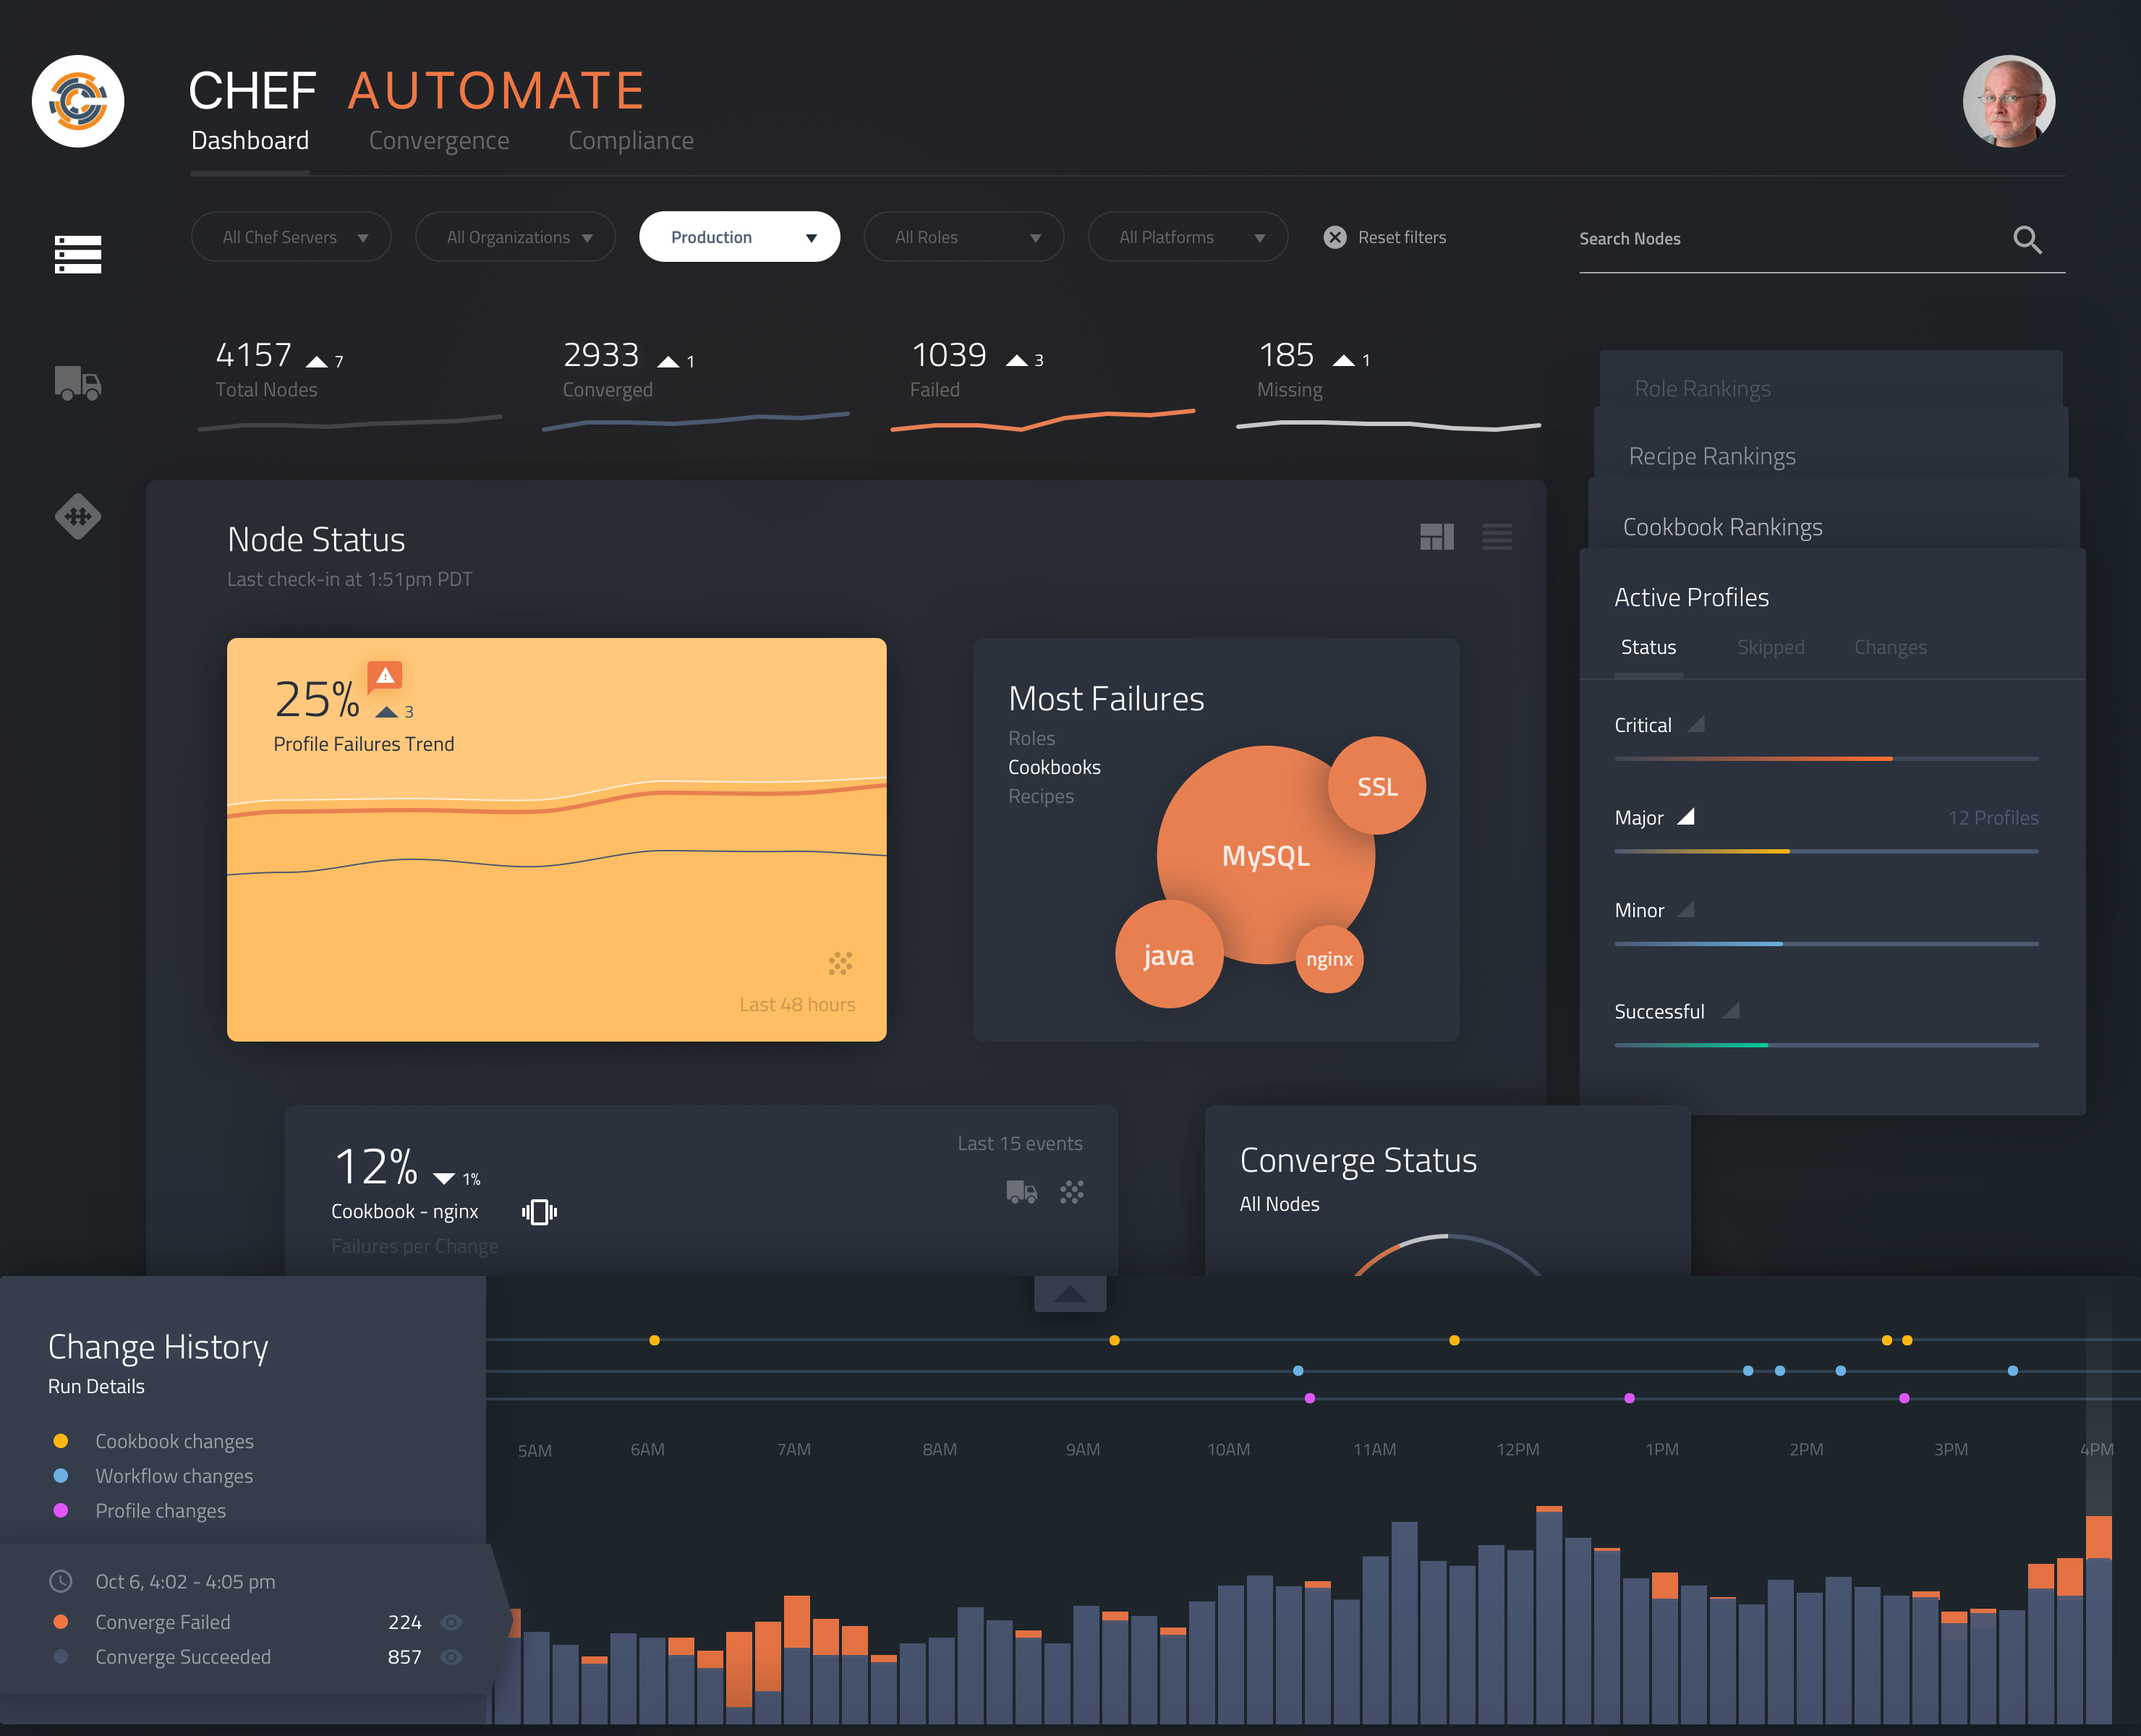 CHEF AUTOMATE
Dashboard Convergence Compliance
All Chef Servers All Organizations Production All Roles All Platforms Reset filters Search Nodes
4157 7 2933 1 1039 3 185 1
Total Nodes Converged Failed Missing
Role Rankings
Recipe Rankings
Cookbook Rankings
Node Status
Last check-in at 1:51pm PDT
25% 3
Profile Failures Trend
Last 48 hours
Most Failures
Roles
Cookbooks
Recipes
SSL
MySQL
java
nginx
Active Profiles
Status Skipped Changes
Critical
Major 12 Profiles
Minor
Successful
12% 1%
Cookbook - nginx
Failures per Change
Last 15 events
Converge Status
All Nodes
Change History
Run Details
Cookbook changes
Workflow changes
Profile changes
Oct 6, 4:02 - 4:05 pm
Converge Failed 224
Converge Succeeded 857
5AM 6AM 7AM 8AM 9AM 10AM 11AM 12PM 1PM 2PM 3PM 4PM